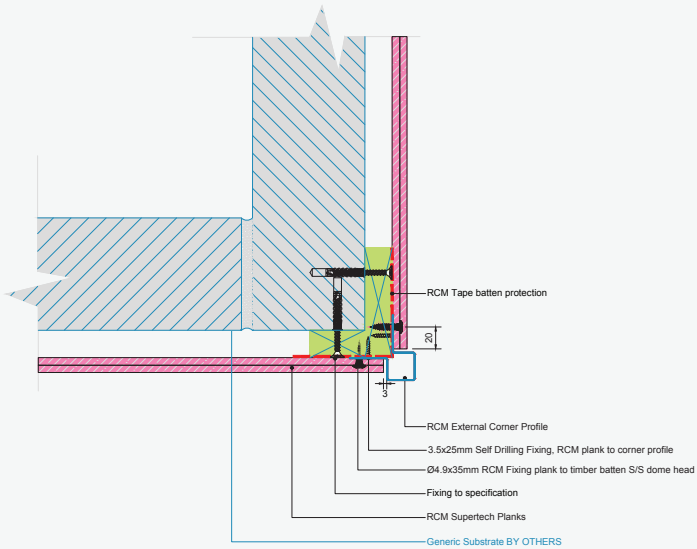 RCM Tape batten protection
20
3
RCM External Corner Profile
3.5x25mm Self Drilling Fixing, RCM plank to corner profile
Ø4.9x35mm RCM Fixing plank to timber batten S/S dome head
Fixing to specification
RCM Supertech Planks
Generic Substrate BY OTHERS